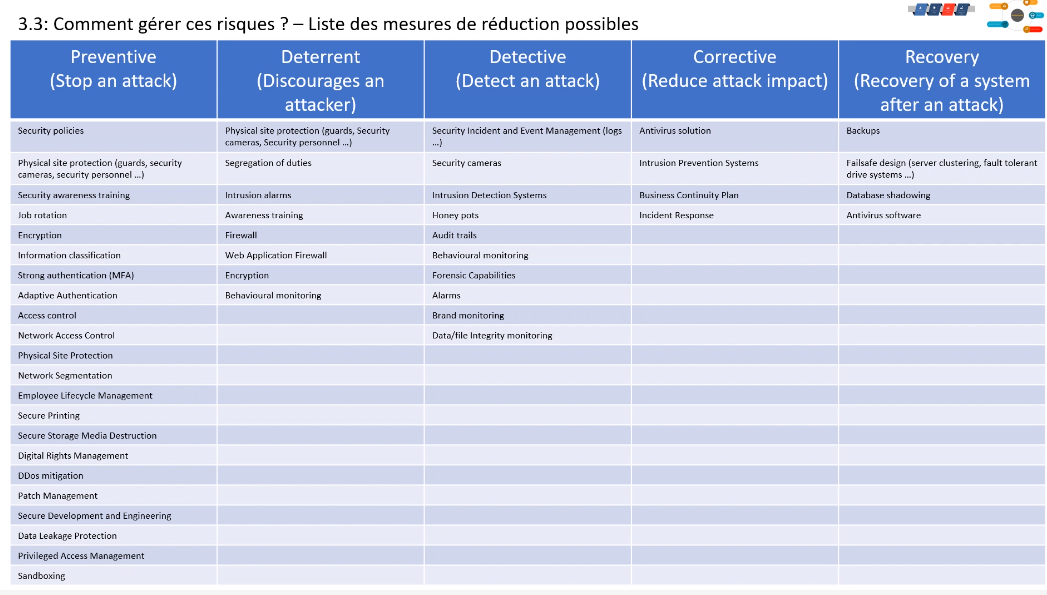 3.3: Comment gérer ces risques ? – Liste des mesures de réduction possibles
Preventive
(Stop an attack)
Deterrent
(Discourages an
attacker)
Detective
(Detect an attack)
Corrective
(Reduce attack impact)
Recovery
(Recovery of a system
after an attack)
Security policies
Physical site protection (guards, Security
cameras, Security personnel ...)
Security Incident and Event Management (logs
...)
Antivirus solution
Backups
Physical site protection (guards, security
cameras, security personnel ...)
Segregation of duties
Security cameras
Intrusion Prevention Systems
Failsafe design (server clustering, fault tolerant
drive systems ...)
Security awareness training
Intrusion alarms
Intrusion Detection Systems
Business Continuity Plan
Database shadowing
Job rotation
Awareness training
Honey pots
Incident Response
Antivirus software
Encryption
Firewall
Audit trails
Information classification
Web Application Firewall
Behavioural monitoring
Strong authentication (MFA)
Encryption
Forensic Capabilities
Adaptive Authentication
Behavioural monitoring
Alarms
Access control
Brand monitoring
Network Access Control
Data/file Integrity monitoring
Physical Site Protection
Network Segmentation
Employee Lifecycle Management
Secure Printing
Secure Storage Media Destruction
Digital Rights Management
DDos mitigation
Patch Management
Secure Development and Engineering
Data Leakage Protection
Privileged Access Management
Sandboxing